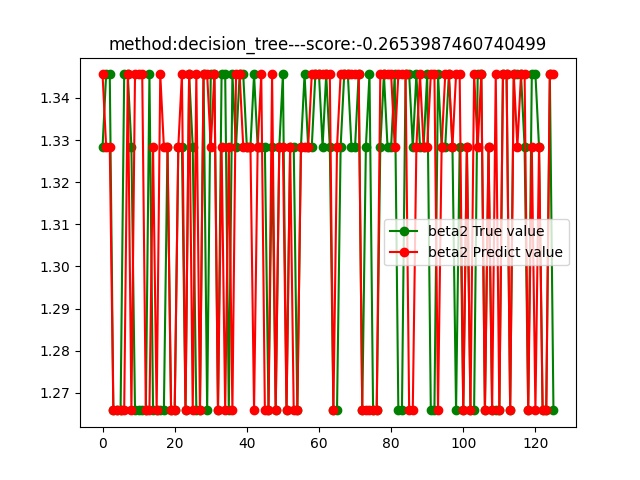 method:decision_tree---score:-0.2653987460740499
1.34
1.33
1.32
1.31
1.30
1.29
1.28
1.27
beta2 True value
beta2 Predict value
0 20 40 60 80 100 120